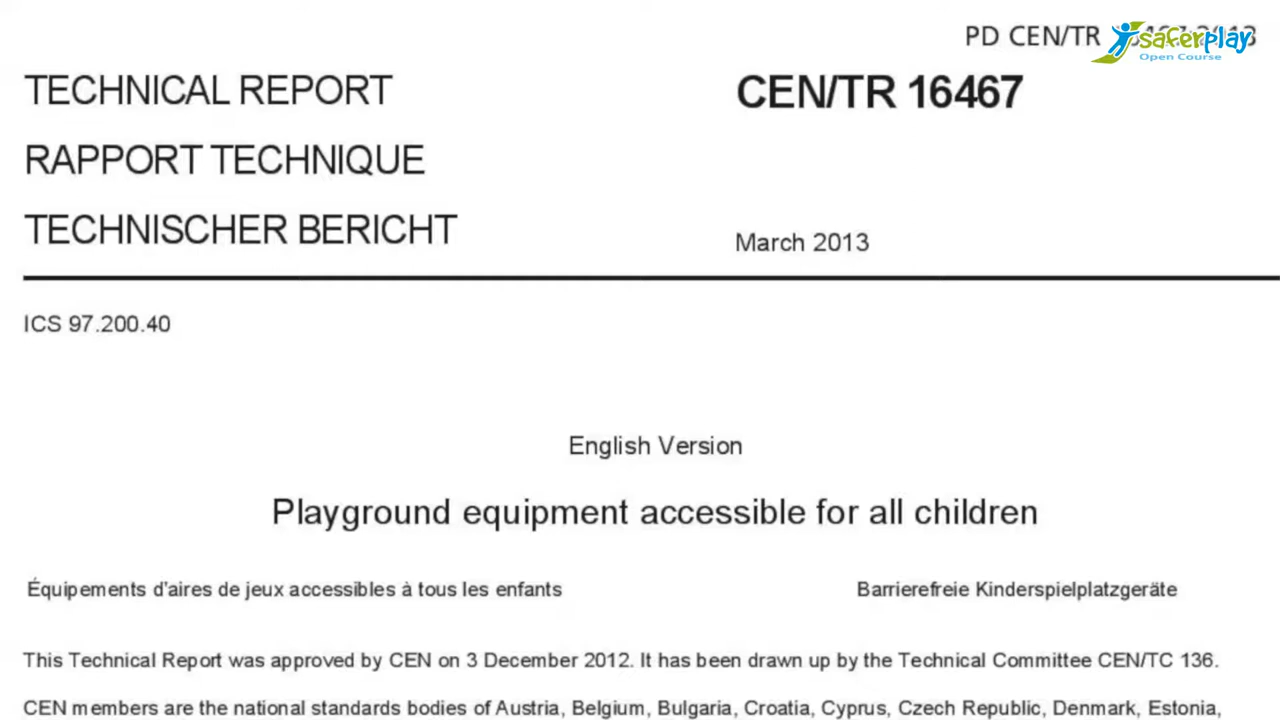 PD CEN/TR
saferplay
Open Course
TECHNICAL REPORT
CEN/TR 16467
RAPPORT TECHNIQUE
TECHNISCHER BERICHT
March 2013
ICS 97.200.40
English Version
Playground equipment accessible for all children
Équipements d'aires de jeux accessibles à tous les enfants
Barrierefreie Kinderspielplatzgeräte
This Technical Report was approved by CEN on 3 December 2012. It has been drawn up by the Technical Committee CEN/TC 136.
CEN members are the national standards bodies of Austria, Belgium, Bulgaria, Croatia, Cyprus, Czech Republic, Denmark, Estonia,